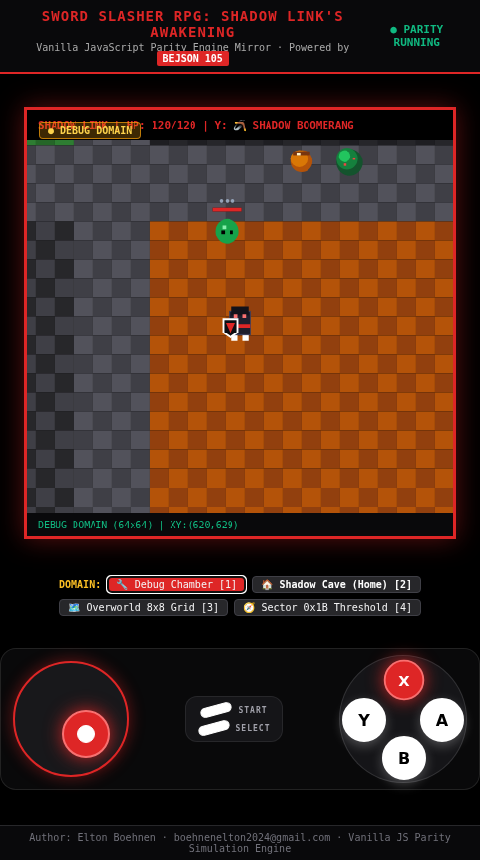 SWORD SLASHER RPG: SHADOW LINK'S
AWAKENING
Vanilla JavaScript Parity Engine Mirror · Powered by
BEJSON 105
● PARITY
RUNNING
SHADOW LINK | HP: 120/120 | Y: 🪃 SHADOW BOOMERANG
● DEBUG DOMAIN
DEBUG DOMAIN (64x64) | XY:(620,629)
DOMAIN: 🔧 Debug Chamber [1] 🏠 Shadow Cave (Home) [2]
🗺️ Overworld 8x8 Grid [3] 🧭 Sector 0x1B Threshold [4]
X
START
Y A
SELECT
B
Author: Elton Boehnen · boehnenelton2024@gmail.com · Vanilla JS Parity
Simulation Engine